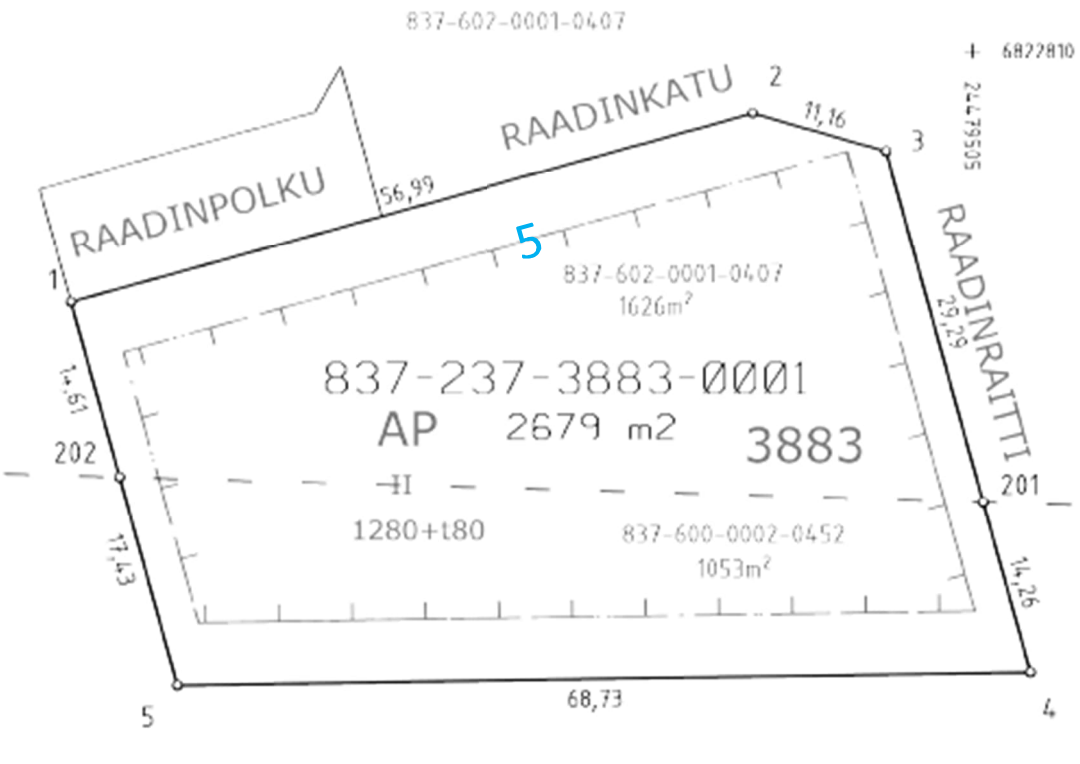 837-602-0001-0407
+ 6822810
24479505
RAADINKATU
2
11,16
3
RAADINPOLKU
56,99
1
5
837-602-0001-0407
1626m²
RAADINRAITTI
29,29
14,61
837-237-3883-0001
AP 2679 m2 3883
202
II
201
1280+t80
837-600-0002-0452
1053m²
17,43
14,26
68,73
5
4